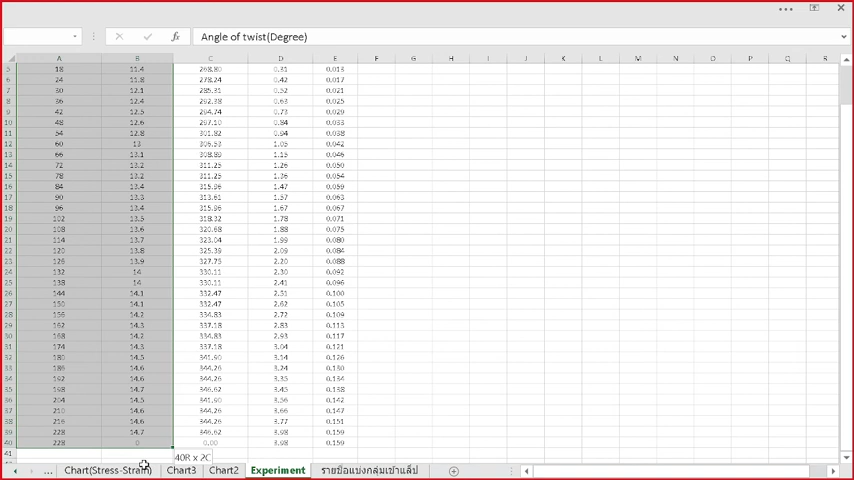 Angle of twist(Degree)
A B C D E F G H I J K L M N O P Q R
5 18 11.4 268.80 0.31 0.013
6 24 11.8 278.24 0.42 0.017
7 30 12.1 285.31 0.52 0.021
8 36 12.4 292.38 0.63 0.025
9 42 12.5 294.74 0.73 0.029
10 48 12.6 297.10 0.84 0.033
11 54 12.8 301.82 0.94 0.038
12 60 13 306.53 1.05 0.042
13 66 13.1 308.89 1.15 0.046
14 72 13.2 311.25 1.26 0.050
15 78 13.2 311.25 1.36 0.054
16 84 13.4 315.96 1.47 0.059
17 90 13.3 313.61 1.57 0.063
18 96 13.4 315.96 1.67 0.067
19 102 13.5 318.32 1.78 0.071
20 108 13.6 320.68 1.88 0.075
21 114 13.7 323.04 1.99 0.080
22 120 13.8 325.39 2.09 0.084
23 126 13.9 327.75 2.20 0.088
24 132 14 330.11 2.30 0.092
25 138 14 330.11 2.41 0.096
26 144 14.1 332.47 2.51 0.100
27 150 14.1 332.47 2.62 0.105
28 156 14.2 334.83 2.72 0.109
29 162 14.3 337.18 2.83 0.113
30 168 14.2 334.83 2.93 0.117
31 174 14.3 337.18 3.04 0.121
32 180 14.5 341.90 3.14 0.126
33 186 14.6 344.26 3.24 0.130
34 192 14.6 344.26 3.35 0.134
35 198 14.7 346.62 3.45 0.138
36 204 14.5 341.90 3.56 0.142
37 210 14.6 344.26 3.66 0.147
38 216 14.6 344.26 3.77 0.151
39 228 14.7 346.62 3.98 0.159
40 228 0 0.00 3.98 0.159
41
40R x 2C
... Chart(Stress-Strain) Chart3 Chart2 Experiment รายชื่อแบ่งกลุ่มเข้าแล็ป